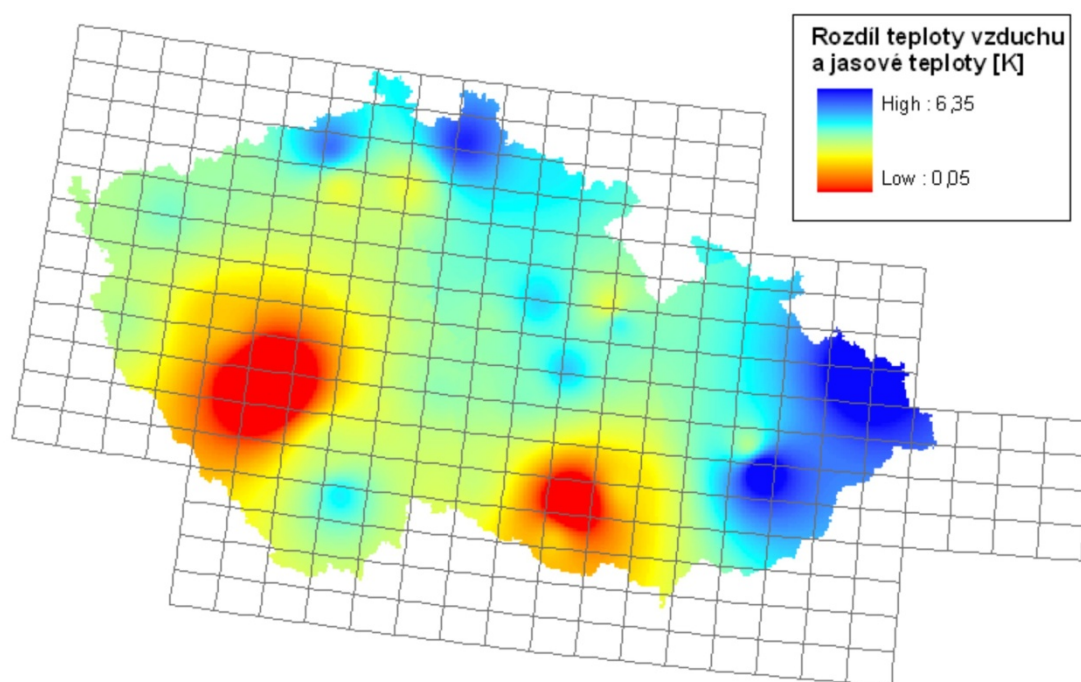 Rozdíl teploty vzduchu
a jasové teploty [K]
High : 6,35
Low : 0,05